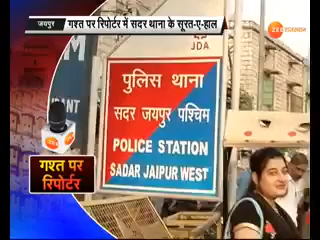 जयपुर
गश्त पर रिपोर्टर में सदर थाना के सूरत-ए-हाल
JDA
पुलिस थाना
सदर जयपुर पश्चिम
POLICE STATION
SADAR JAIPUR WEST
गश्त पर
रिपोर्टर